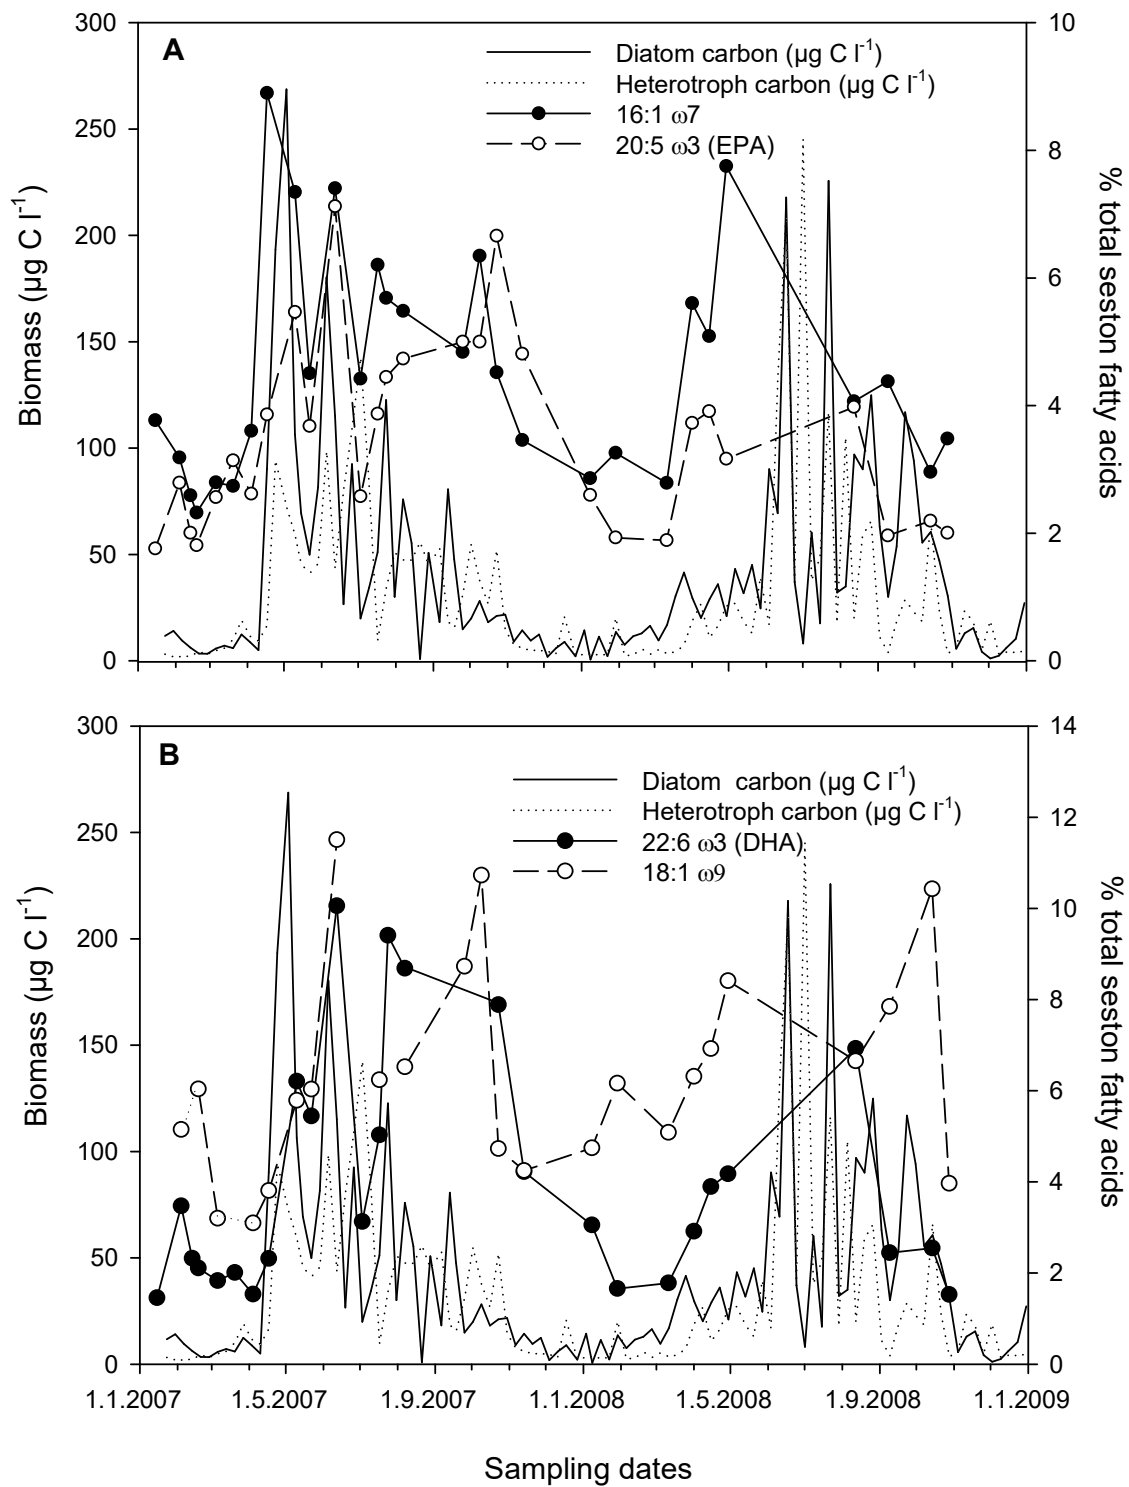 A
Diatom carbon (µg C l-1)
Heterotroph carbon (µg C l-1)
16:1 ω7
20:5 ω3 (EPA)
300
250
200
150
100
50
0
Biomass (µg C l-1)
10
8
6
4
2
0
% total seston fatty acids
B
Diatom carbon (µg C l-1)
Heterotroph carbon (µg C l-1)
22:6 ω3 (DHA)
18:1 ω9
300
250
200
150
100
50
0
Biomass (µg C l-1)
14
12
10
8
6
4
2
0
% total seston fatty acids
1.1.2007 1.5.2007 1.9.2007 1.1.2008 1.5.2008 1.9.2008 1.1.2009
Sampling dates